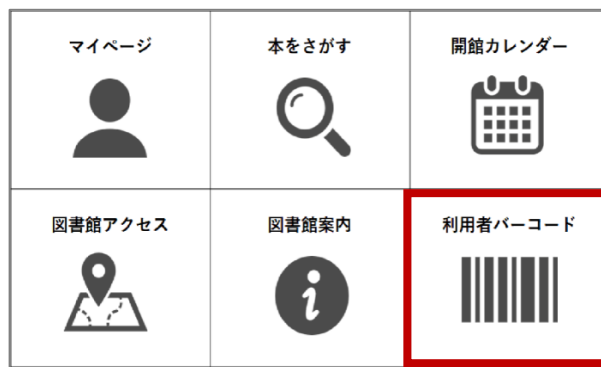 マイページ
本をさがす
開館カレンダー
図書館アクセス
図書館案内
利用者バーコード